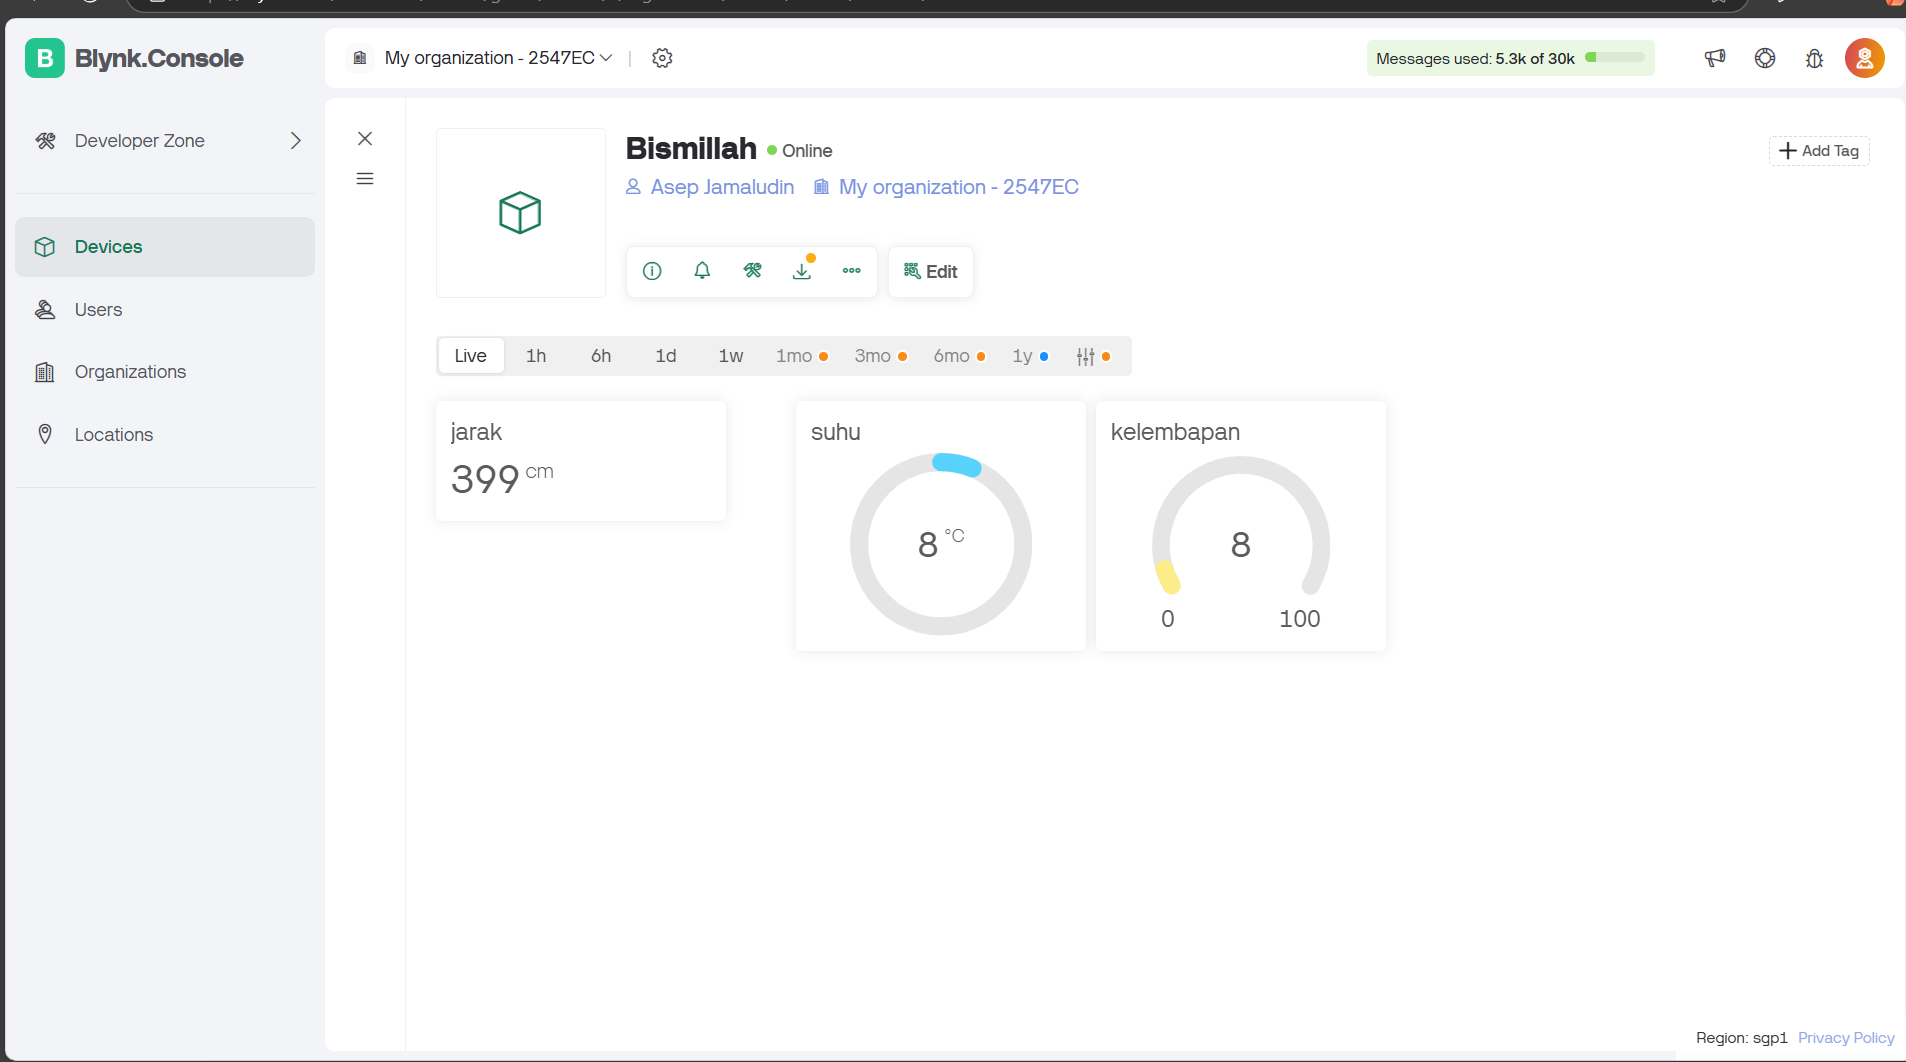 B Blynk.Console
My organization - 2547EC
Messages used: 5.3k of 30k
Developer Zone
Devices
Users
Organizations
Locations
Bismillah Online
Add Tag
Asep Jamaludin My organization - 2547EC
Edit
Live 1h 6h 1d 1w 1mo 3mo 6mo 1y
jarak
399 cm
suhu
8 °C
kelembapan
8
0 100
Region: sgp1 Privacy Policy